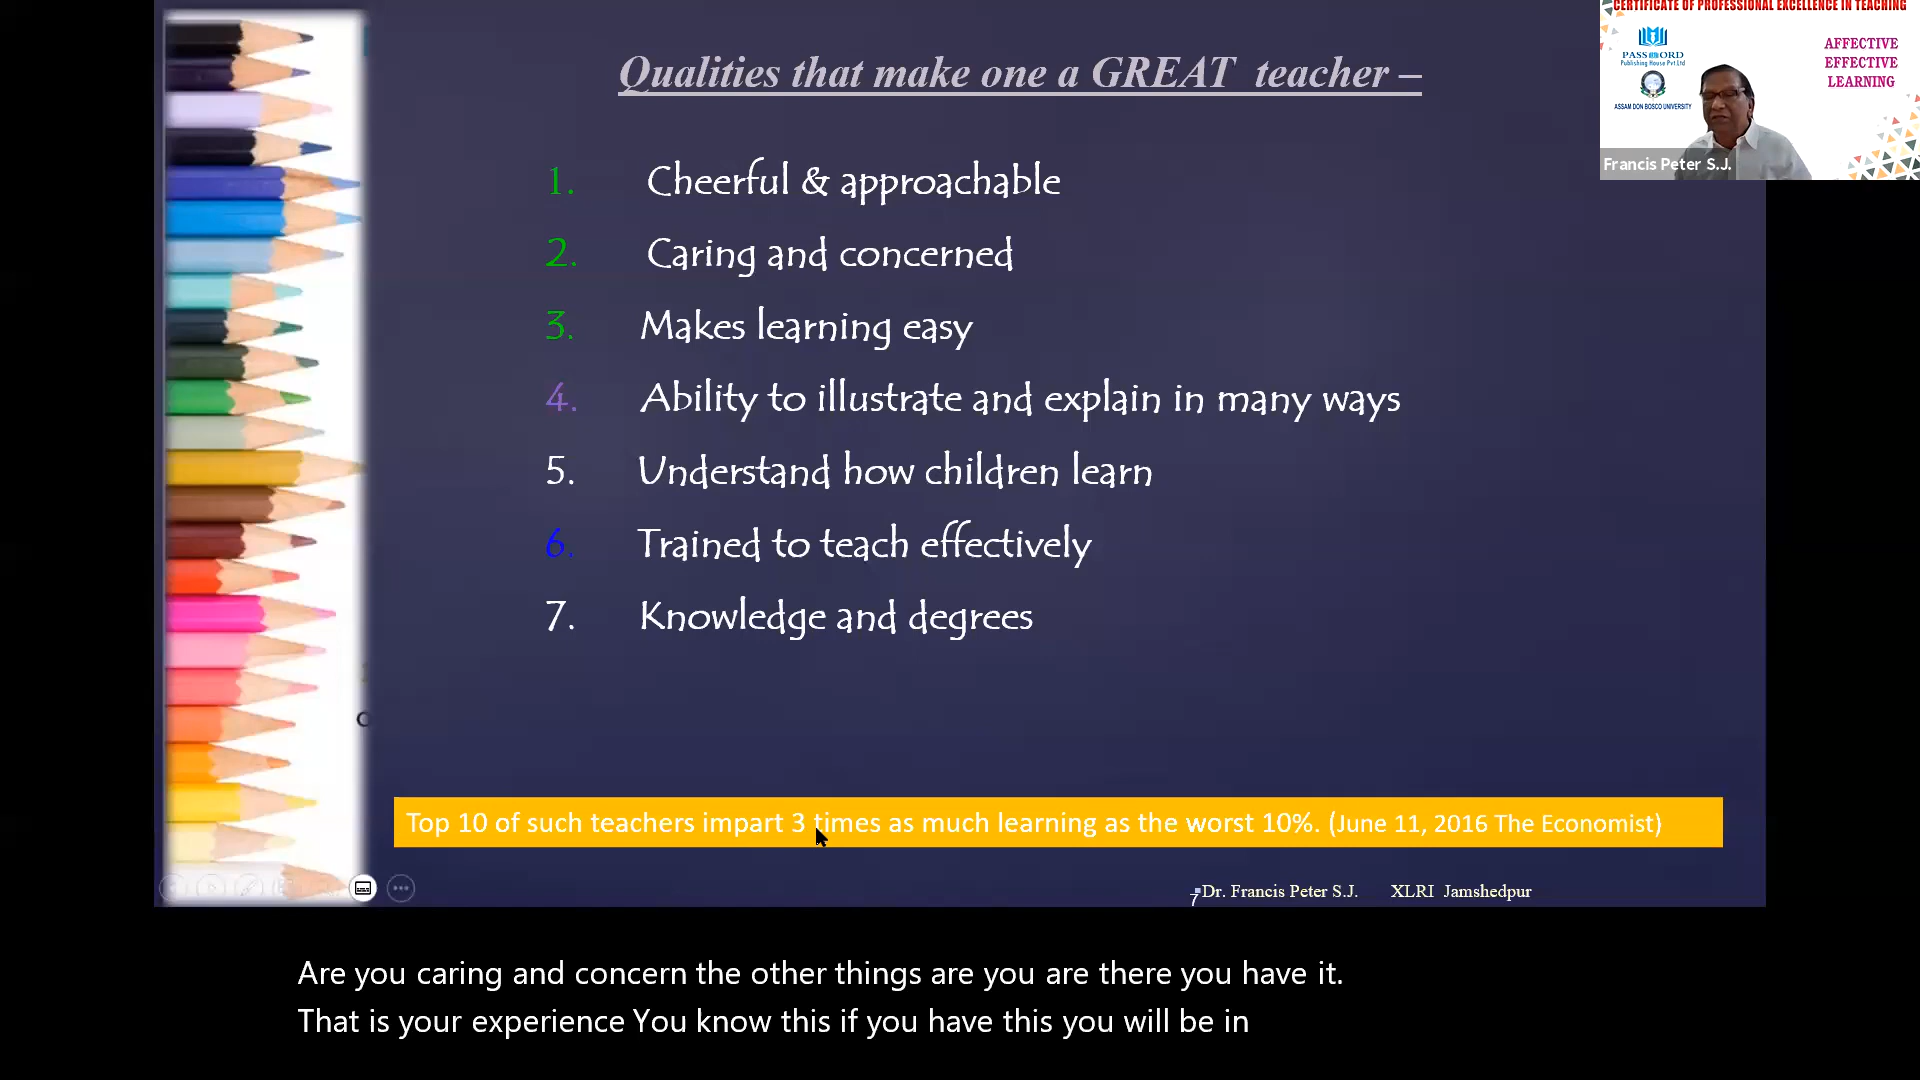 Qualities that make one a GREAT teacher –
1. Cheerful & approachable
2. Caring and concerned
3. Makes learning easy
4. Ability to illustrate and explain in many ways
5. Understand how children learn
6. Trained to teach effectively
7. Knowledge and degrees
Top 10 of such teachers impart 3 times as much learning as the worst 10%. (June 11, 2016 The Economist)
7
Dr. Francis Peter S.J. XLRI Jamshedpur
CERTIFICATE OF PROFESSIONAL EXCELLENCE IN TEACHING
PASSWORD
Publishing House Pvt Ltd
ASSAM DON BOSCO UNIVERSITY
AFFECTIVE
EFFECTIVE
LEARNING
Francis Peter S.J.
Are you caring and concern the other things are you are there you have it.
That is your experience You know this if you have this you will be in